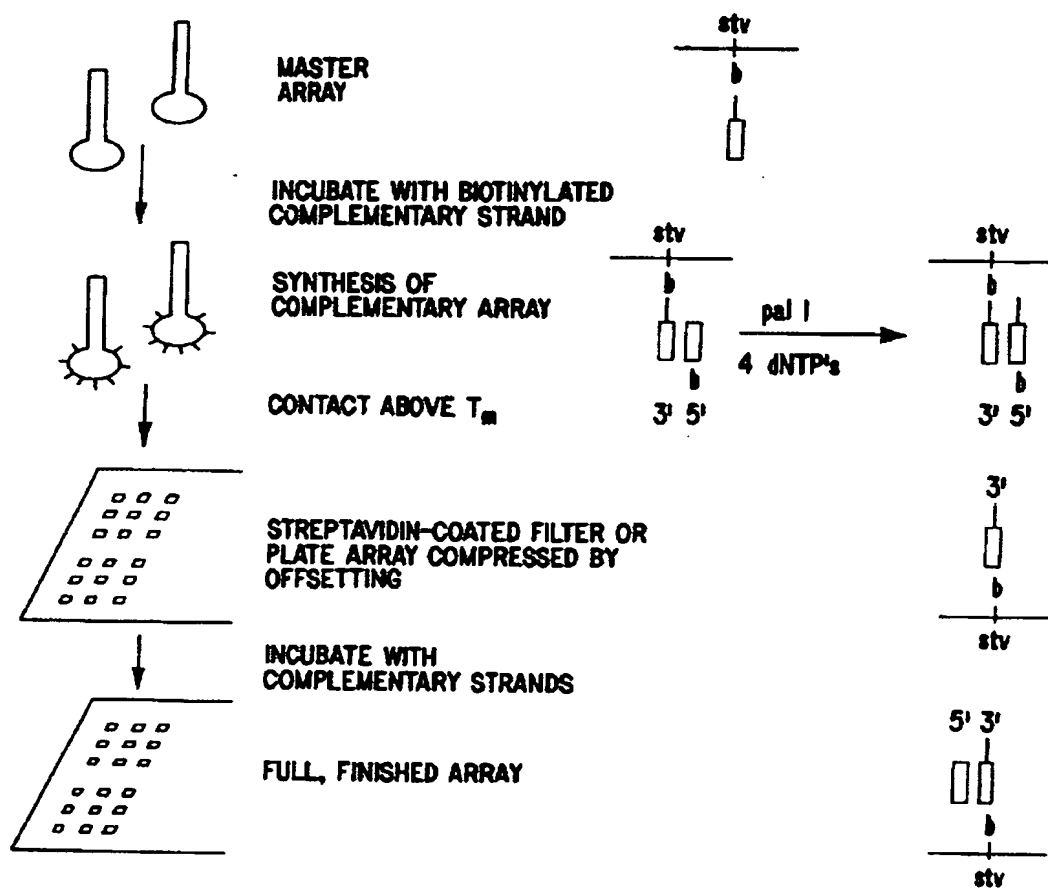 stv
b
MASTER
ARRAY
INCUBATE WITH BIOTINYLATED
COMPLEMENTARY STRAND
stv
b
b
3' 5'
SYNTHESIS OF
COMPLEMENTARY ARRAY
pal I
4 dNTP's
stv
b
b
3' 5'
CONTACT ABOVE Tm
STREPTAVIDIN-COATED FILTER OR
PLATE ARRAY COMPRESSED BY
OFFSETTING
3'
b
stv
INCUBATE WITH
COMPLEMENTARY STRANDS
FULL, FINISHED ARRAY
5' 3'
b
stv